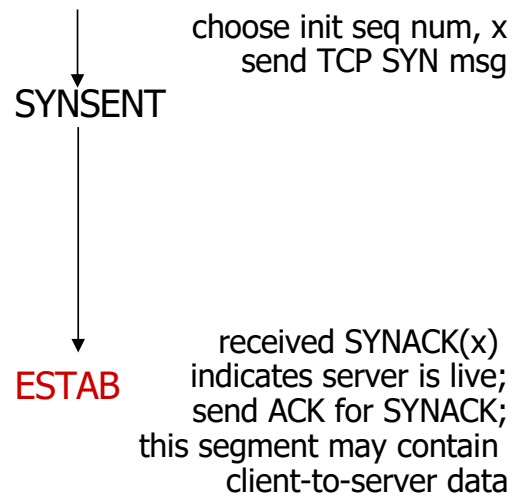 choose init seq num, x
send TCP SYN msg
SYNSENT
received SYNACK(x)
ESTAB
indicates server is live;
send ACK for SYNACK;
this segment may contain
client-to-server data